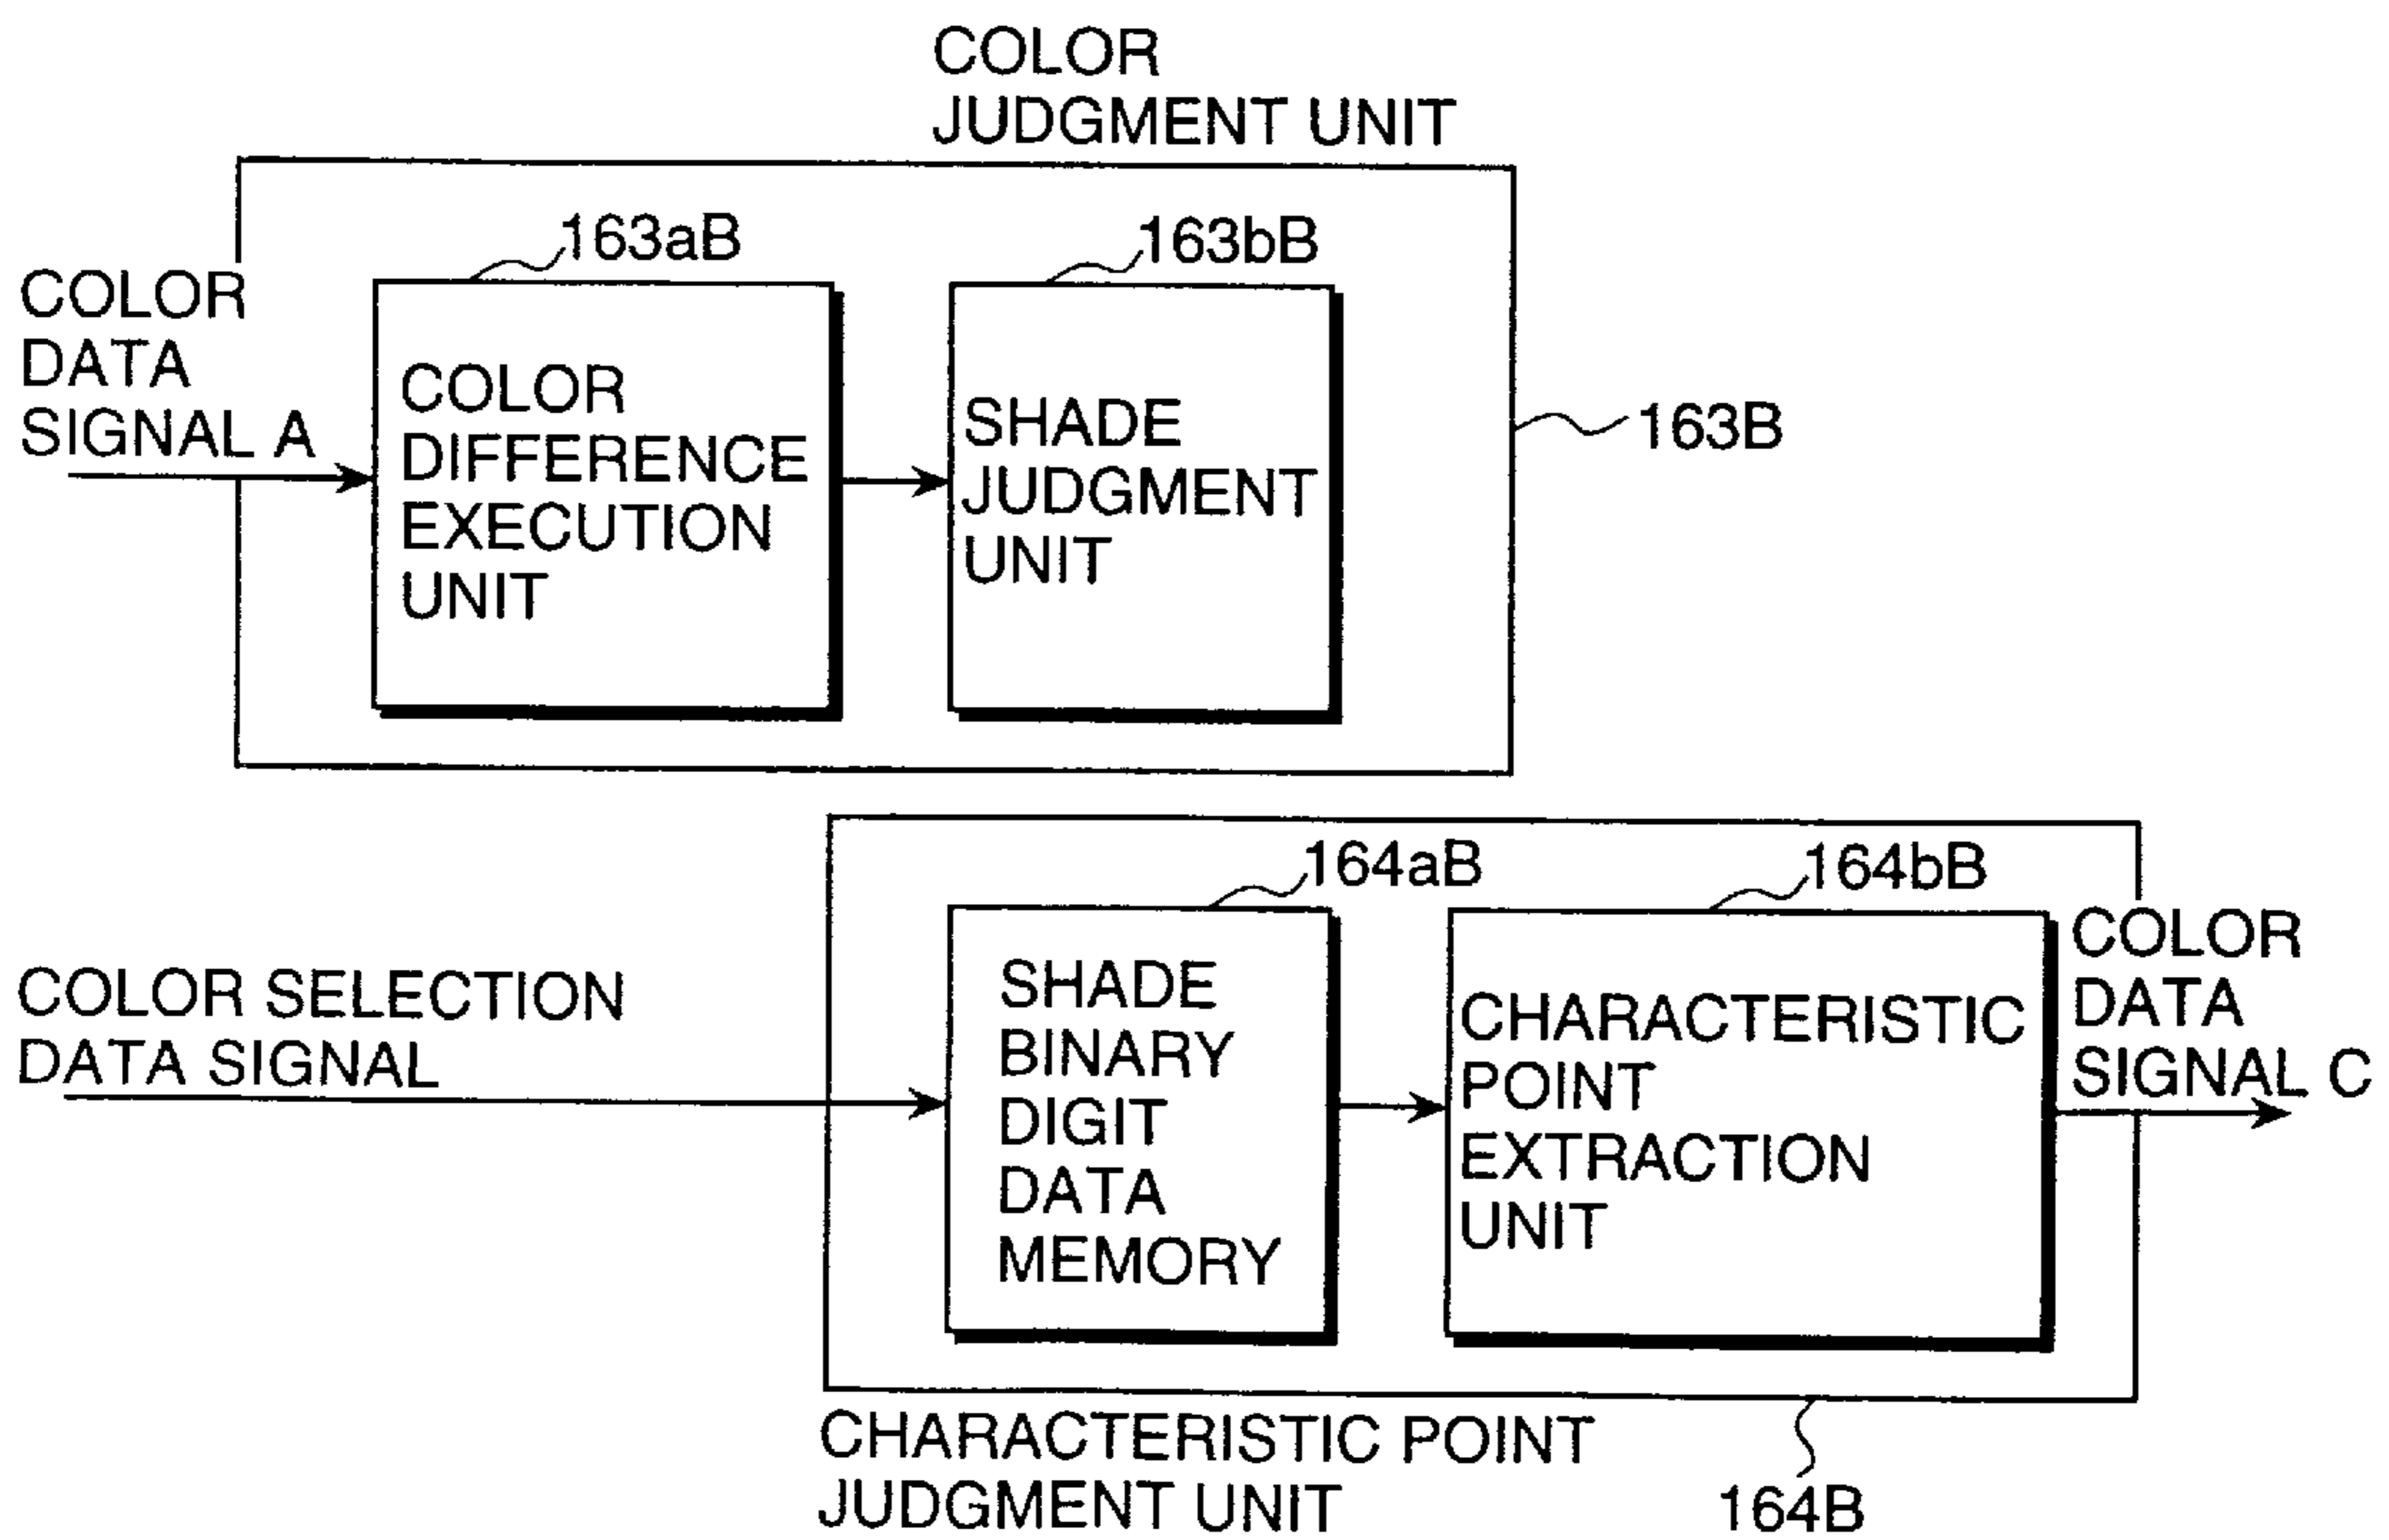 COLOR
JUDGMENT UNIT
163aB
163bB
COLOR
DATA
SIGNAL A
COLOR
DIFFERENCE
EXECUTION
UNIT
SHADE
JUDGMENT
UNIT
163B
164aB
164bB
COLOR SELECTION
DATA SIGNAL
SHADE
BINARY
DIGIT
DATA
MEMORY
CHARACTERISTIC
POINT
EXTRACTION
UNIT
COLOR
DATA
SIGNAL C
CHARACTERISTIC POINT
JUDGMENT UNIT
164B